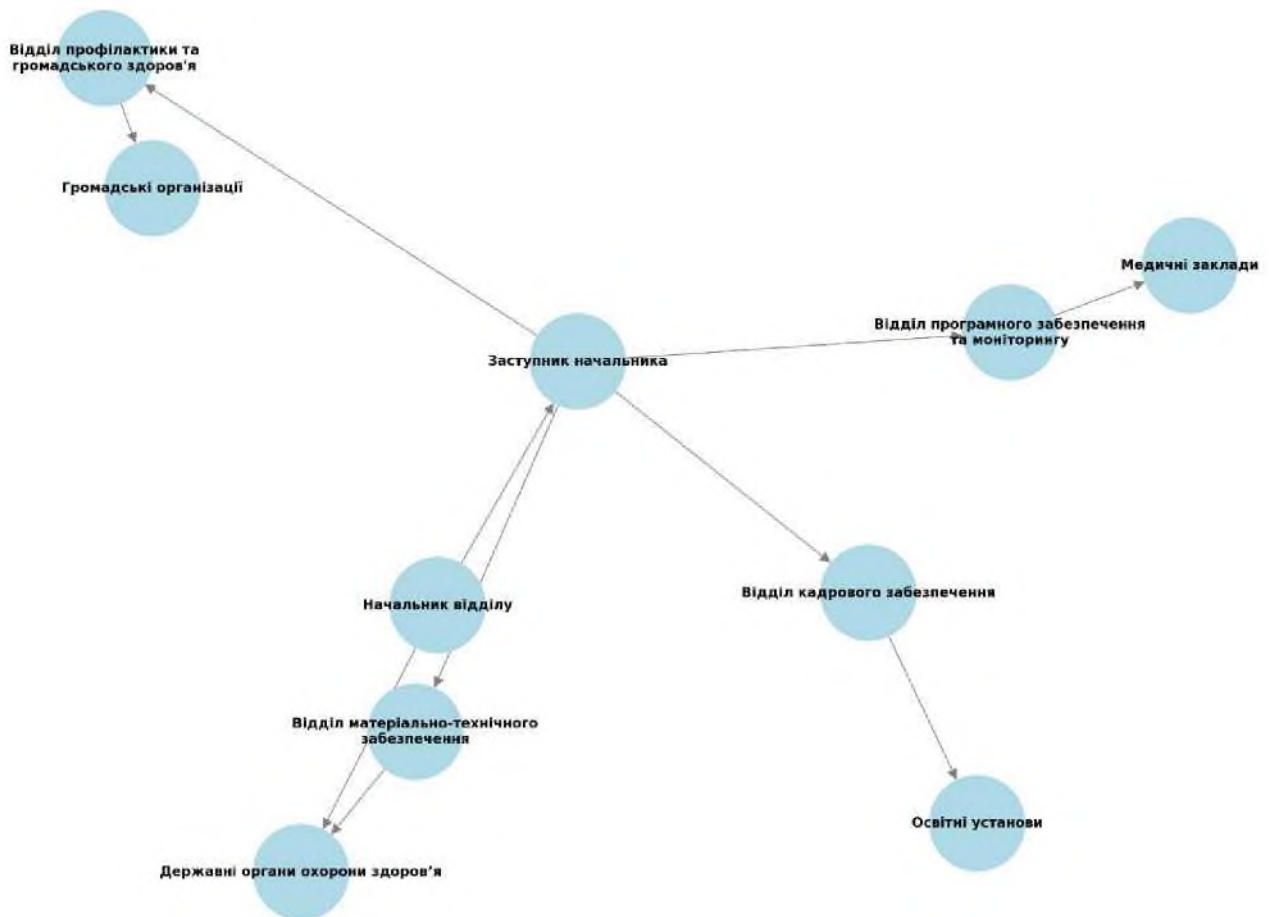 Відділ профілактики та
громадського здоров'я
Громадські організації
Медичні заклади
Відділ програмного забезпечення
та моніторингу
Заступник начальника
Відділ кадрового забезпечення
Начальник відділу
Відділ матеріально-технічного
забезпечення
Освітні установи
Державні органи охорони здоров’я